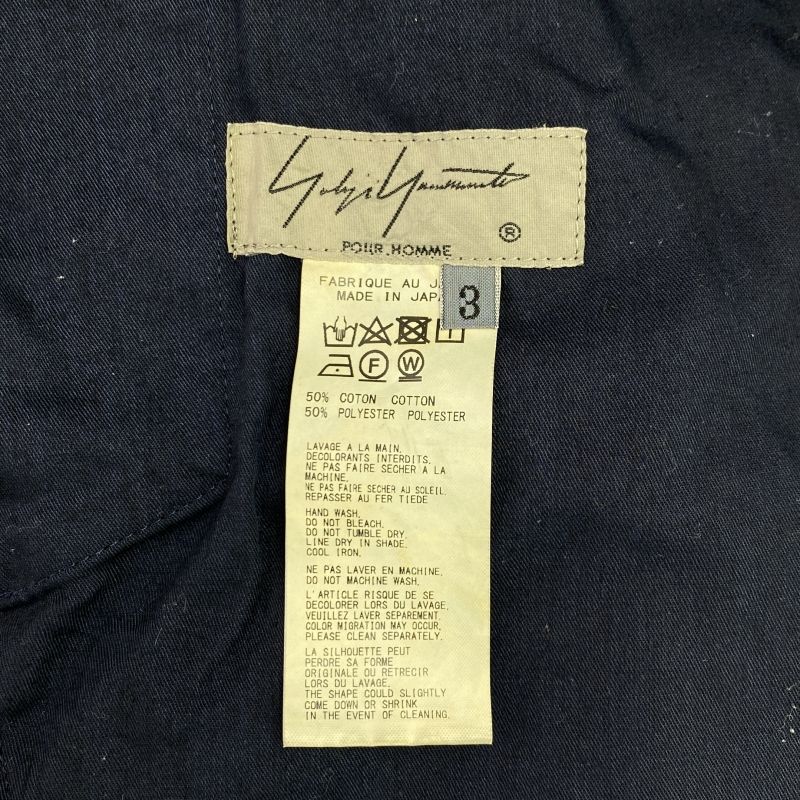 Yohji Yamamoto
®
POUR HOMME
3
FABRIQUE AU
MADE IN
F W
50% COTON COTTON
50% POLYESTER POLYESTER
LAVAGE A LA MAIN.
DECOLORANTS INTERDITS.
NE PAS FAIRE SECHER A LA
MACHINE.
NE PAS FAIRE SECHER AU SOLEIL.
REPASSER AU FER TIEDE
HAND WASH.
DO NOT BLEACH.
DO NOT TUMBLE DRY.
LINE DRY IN SHADE.
COOL IRON.
NE PAS LAVER EN MACHINE.
DO NOT MACHINE WASH.
L'ARTICLE RISQUE DE SE
DECOLORER LORS DU LAVAGE.
VEUILLEZ LAVER SEPAREMENT.
COLOR MIGRATION MAY OCCUR,
PLEASE CLEAN SEPARATELY.
LA SILHOUETTE PEUT
PERDRE SA FORME
ORIGINALE OU RETRECIR
LORS DU LAVAGE.
THE SHAPE COULD SLIGHTLY
COME DOWN OR SHRINK
IN THE EVENT OF CLEANING.